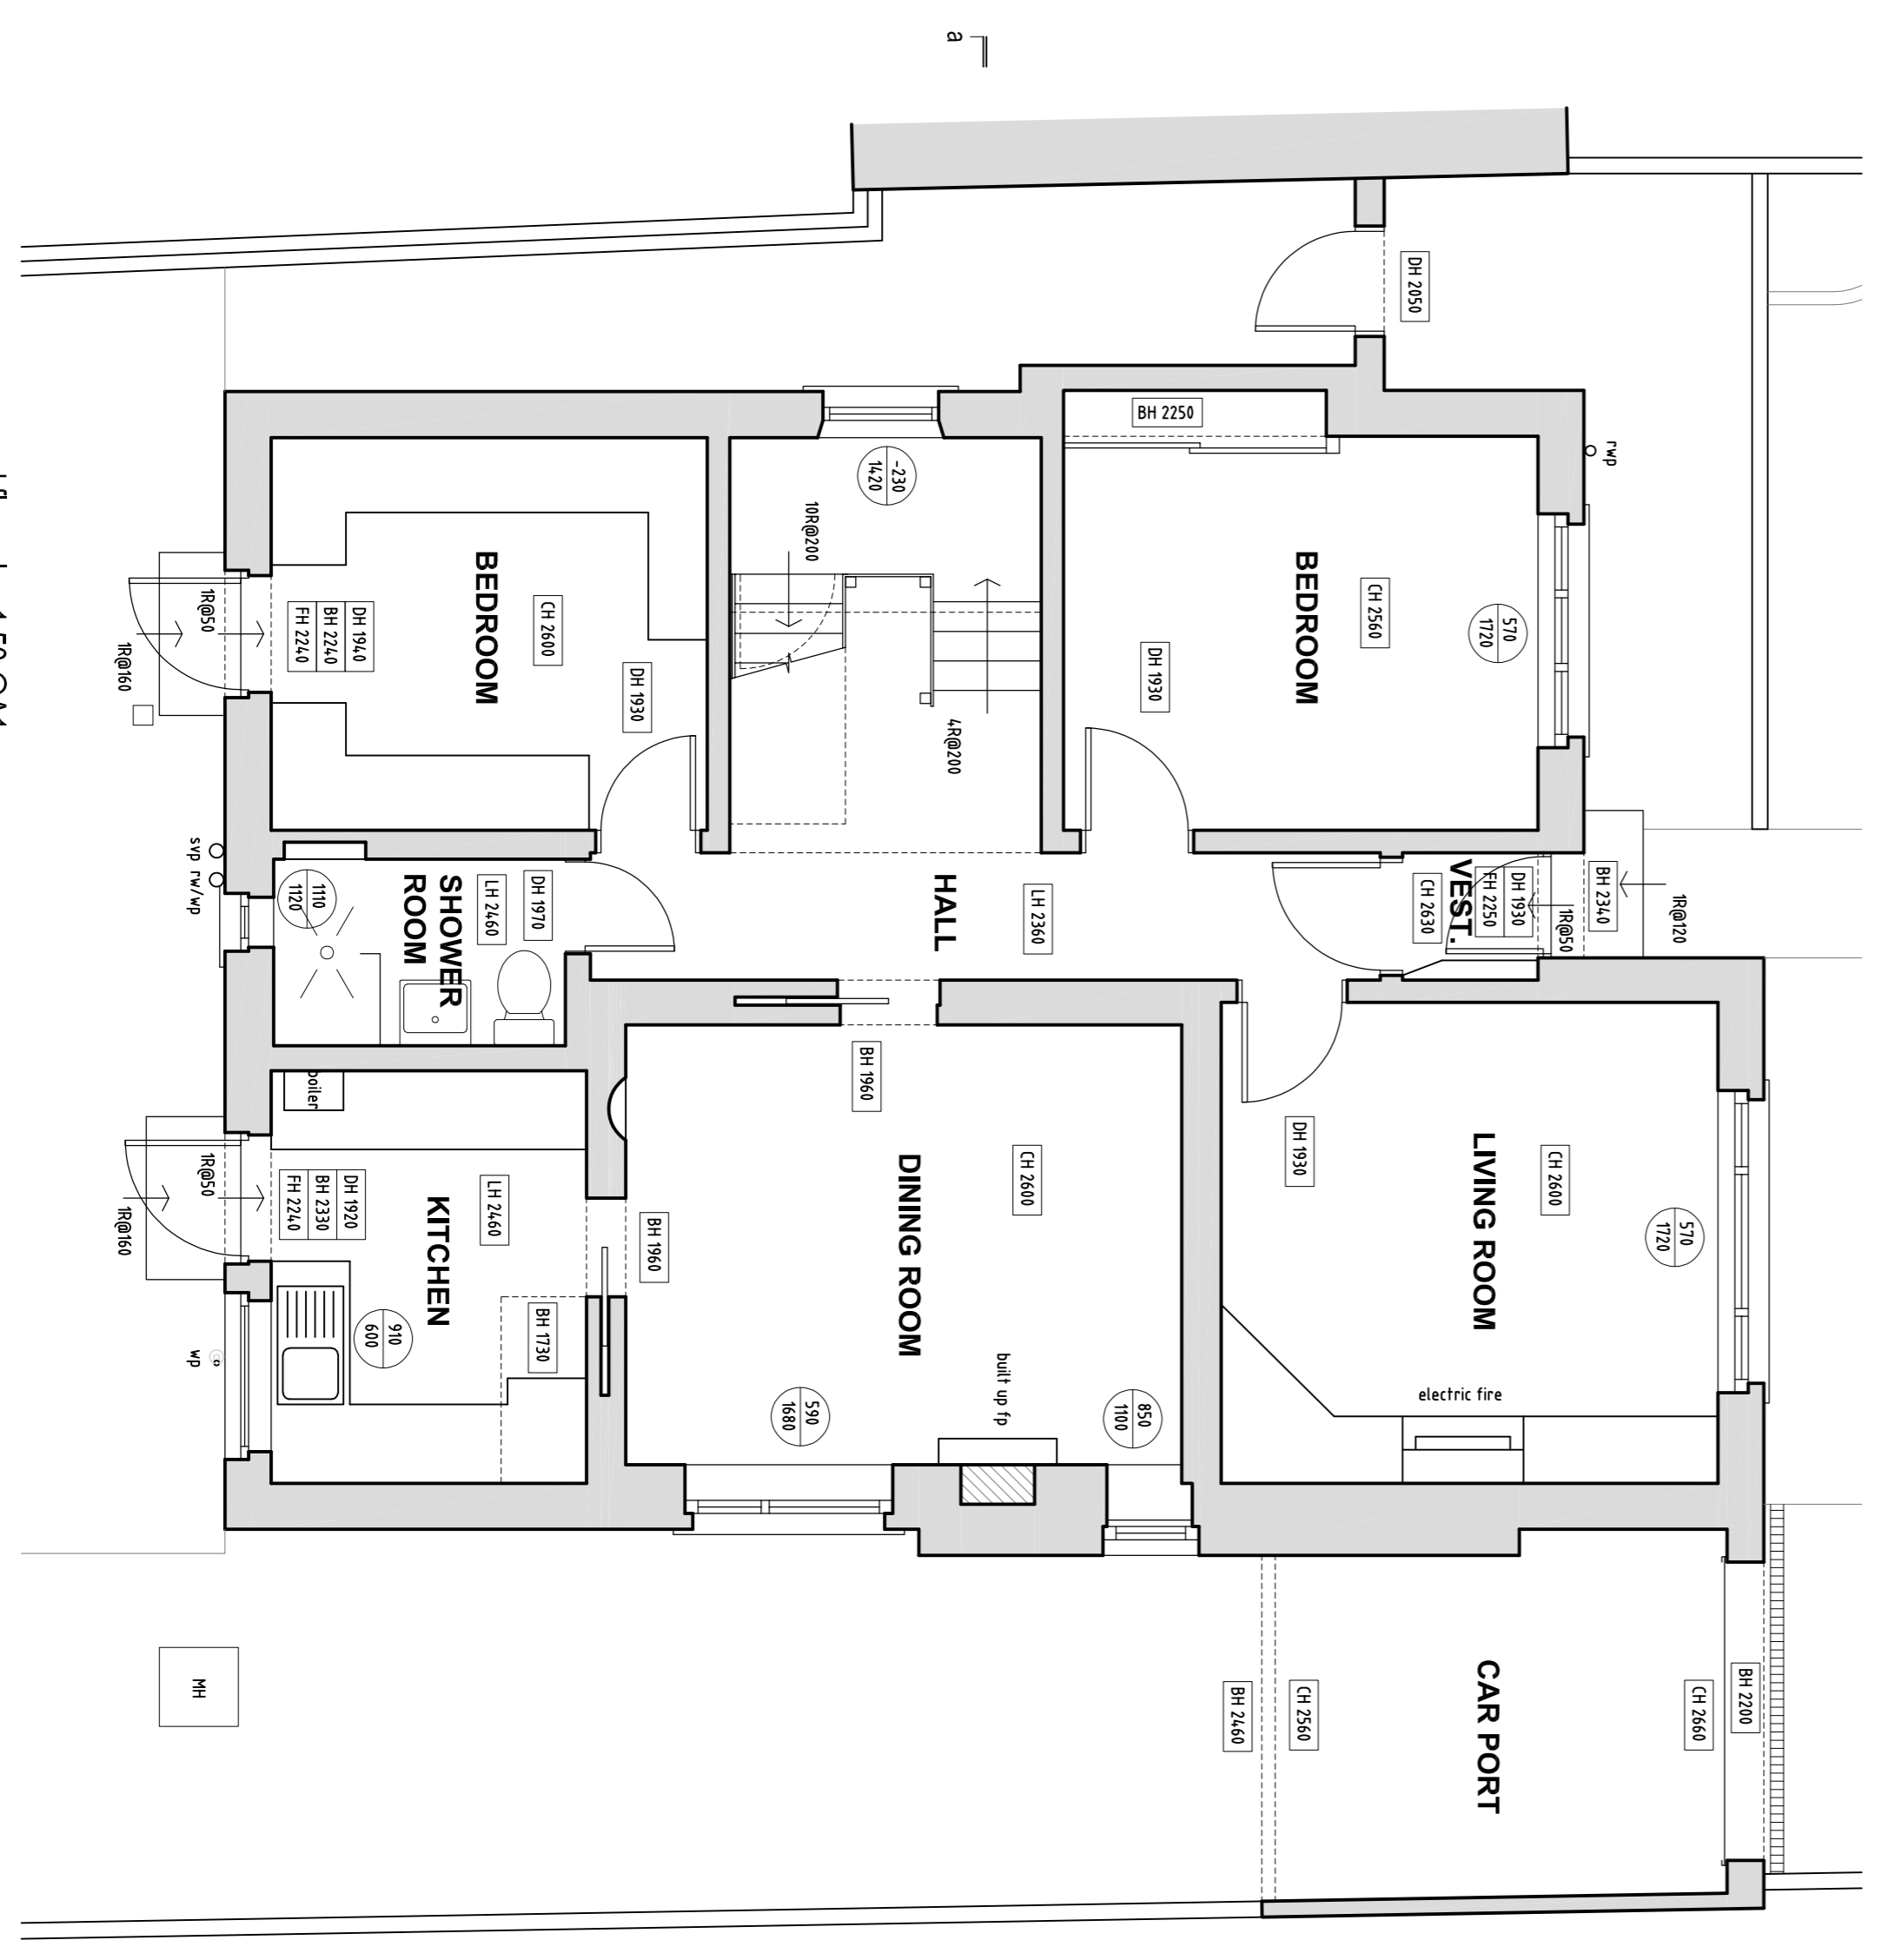 a
DH 2050
BH 2250
rwp
-230
1420
10R@200
4R@200
BEDROOM
CH 2560
570
1720
DH 1930
BEDROOM
CH 2600
DH 1930
DH 1940
BH 2240
FH 2240
1R@50
1R@160
svp
rw/wp
1110
1120
SHOWER
ROOM
LH 2460
DH 1970
HALL
LH 2360
VEST.
CH 2630
DH 1930
FH 2250
1R@50
BH 2340
1R@120
boiler
BH 1960
DINING ROOM
CH 2600
LIVING ROOM
CH 2600
DH 1930
570
1720
electric fire
KITCHEN
LH 2460
DH 1920
BH 2330
FH 2240
1R@50
1R@160
BH 1960
BH 1730
910
600
wp
590
1680
built up fp
850
1100
MH
CAR PORT
BH 2460
CH 2560
CH 2660
BH 2200